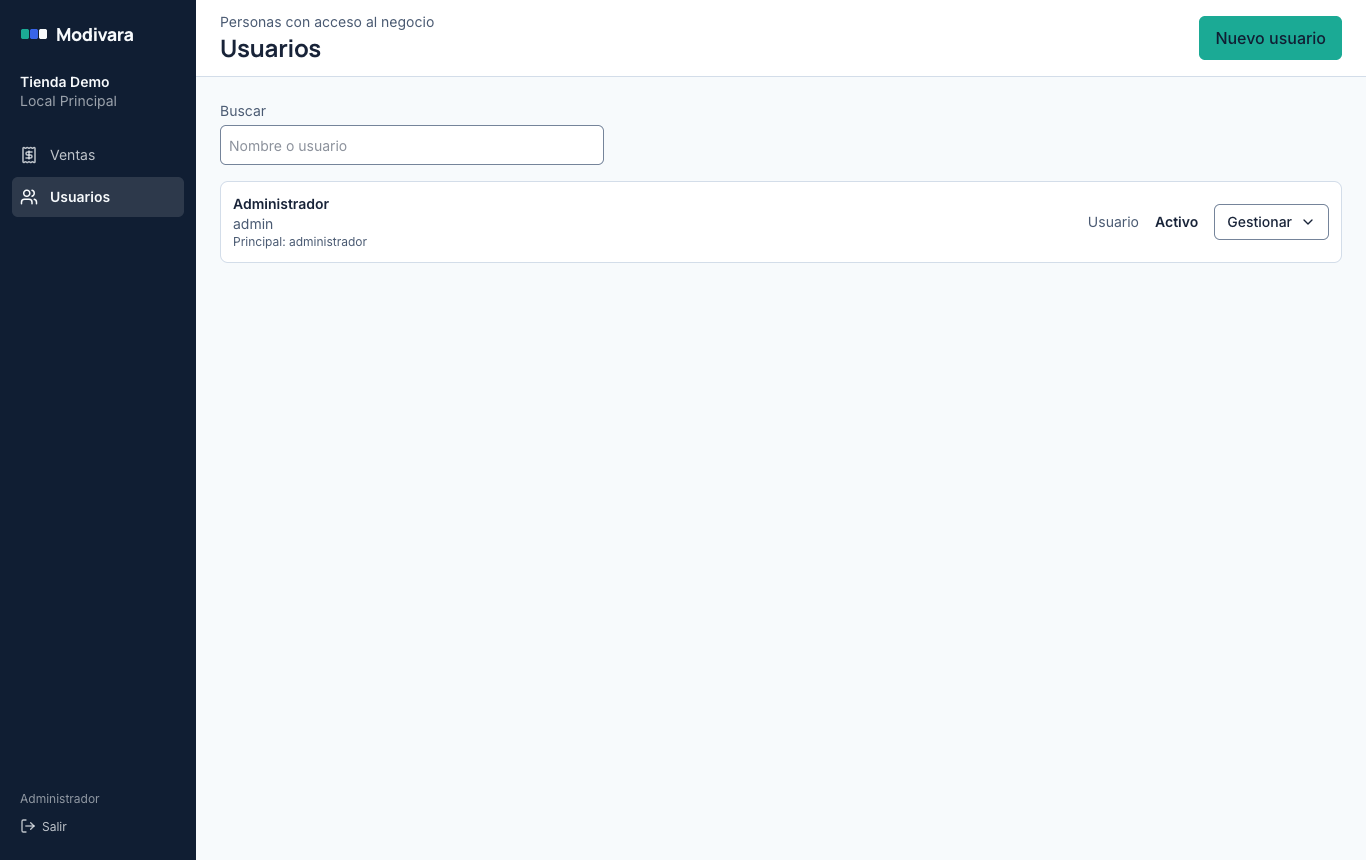 Modivara
Tienda Demo
Local Principal
Ventas
Usuarios
Administrador
Salir
Personas con acceso al negocio
Usuarios
Nuevo usuario
Buscar
Nombre o usuario
Administrador
admin
Principal: administrador
Usuario
Activo
Gestionar